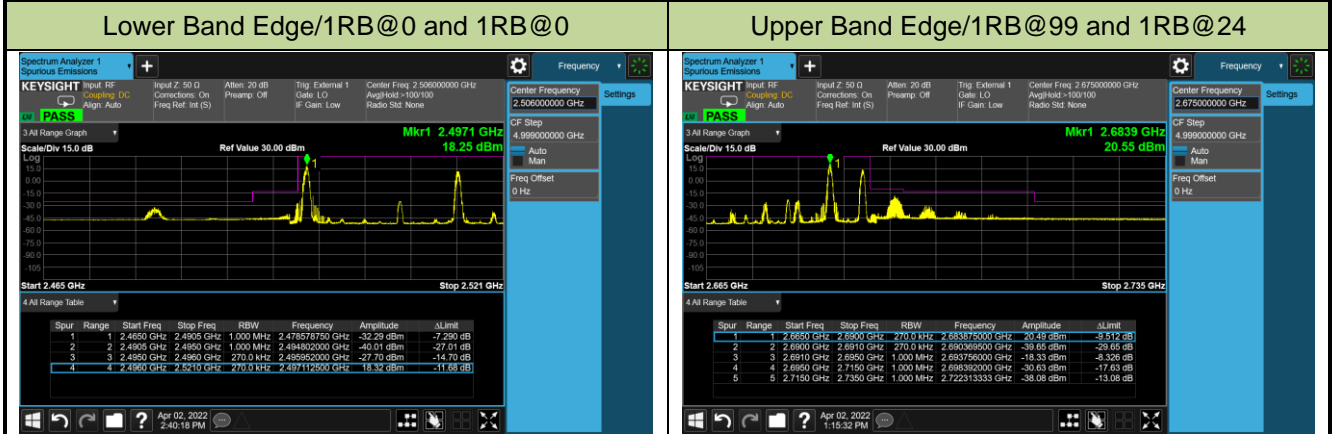 Lower Band Edge/1RB@0 and 1RB@0
Spectrum Analyzer 1
Spurious Emissions
Frequency
KEYSIGHT
Input: RF
Coupling: DC
Align: Auto
Input Z: 50 Ω
Corrections: On
Freq Ref: Int (S)
Atten: 20 dB
Preamp: Off
Trig: External 1
Gate: LO
IF Gain: Low
Center Freq: 2.506000000 GHz
Avg|Hold:>100/100
Radio Std: None
PASS
Center Frequency
2.506000000 GHz
Settings
CF Step
4.999000000 GHz
Auto
Man
Freq Offset
0 Hz
3 All Range Graph
Mkr1 2.4971 GHz
Scale/Div 15.0 dB
Ref Value 30.00 dBm
18.25 dBm
Log
1
15.0
0.00
-15.0
-30.0
-45.0
-60.0
-75.0
-90.0
-105
Start 2.465 GHz
Stop 2.521 GHz
4 All Range Table
Spur Range Start Freq Stop Freq RBW Frequency Amplitude ΔLimit
1 1 2.4650 GHz 2.4905 GHz 1.000 MHz 2.478578750 GHz -32.29 dBm -7.290 dB
2 2 2.4905 GHz 2.4950 GHz 1.000 MHz 2.494802000 GHz -40.01 dBm -27.01 dB
3 3 2.4950 GHz 2.4960 GHz 270.0 kHz 2.495952000 GHz -27.70 dBm -14.70 dB
4 4 2.4960 GHz 2.5210 GHz 270.0 kHz 2.497112500 GHz 18.32 dBm -11.68 dB
Apr 02, 2022
2:40:18 PM
Upper Band Edge/1RB@99 and 1RB@24
Spectrum Analyzer 1
Spurious Emissions
Frequency
KEYSIGHT
Input: RF
Coupling: DC
Align: Auto
Input Z: 50 Ω
Corrections: On
Freq Ref: Int (S)
Atten: 20 dB
Preamp: Off
Trig: External 1
Gate: LO
IF Gain: Low
Center Freq: 2.675000000 GHz
Avg|Hold:>100/100
Radio Std: None
PASS
Center Frequency
2.675000000 GHz
Settings
CF Step
4.999000000 GHz
Auto
Man
Freq Offset
0 Hz
3 All Range Graph
Mkr1 2.6839 GHz
Scale/Div 15.0 dB
Ref Value 30.00 dBm
20.55 dBm
Log
1
15.0
0.00
-15.0
-30.0
-45.0
-60.0
-75.0
-90.0
-105
Start 2.665 GHz
Stop 2.735 GHz
4 All Range Table
Spur Range Start Freq Stop Freq RBW Frequency Amplitude ΔLimit
1 1 2.6650 GHz 2.6900 GHz 270.0 kHz 2.683875000 GHz 20.49 dBm -9.512 dB
2 2 2.6900 GHz 2.6910 GHz 270.0 kHz 2.690369500 GHz -39.65 dBm -29.65 dB
3 3 2.6910 GHz 2.6950 GHz 1.000 MHz 2.693756000 GHz -18.33 dBm -8.326 dB
4 4 2.6950 GHz 2.7150 GHz 1.000 MHz 2.698392000 GHz -30.63 dBm -17.63 dB
5 5 2.7150 GHz 2.7350 GHz 1.000 MHz 2.722313333 GHz -38.08 dBm -13.08 dB
Apr 02, 2022
1:15:32 PM